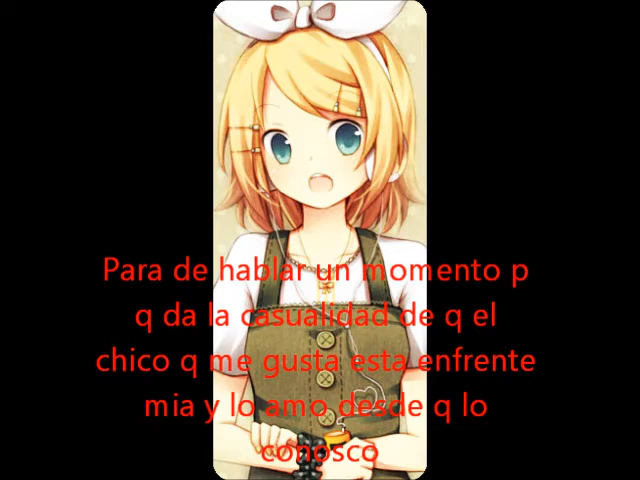 Para de hablar un momento p
q da la casualidad de q el
chico q me gusta esta enfrente
mia y lo amo desde q lo
conosco